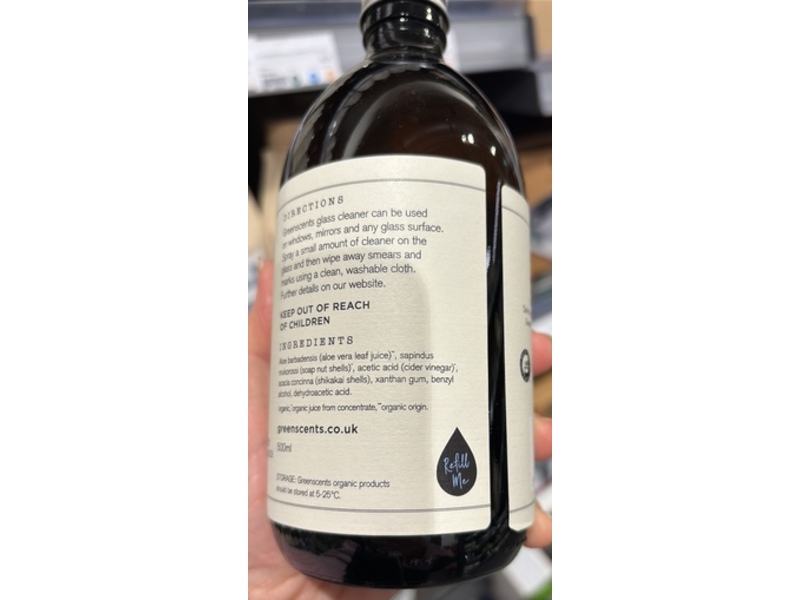 DIRECTIONS
Greenscents glass cleaner can be used
on windows, mirrors and any glass surface.
Spray a small amount of cleaner on the
glass and then wipe away smears and
marks using a clean, washable cloth.
Further details on our website.
KEEP OUT OF REACH
OF CHILDREN
INGREDIENTS
Aloe barbadensis (aloe vera leaf juice)**, sapindus
mukorossi (soap nut shells)*, acetic acid (cider vinegar)*,
acacia concinna (shikakai shells), xanthan gum, benzyl
alcohol, dehydroacetic acid.
organic, organic juice from concentrate, **organic origin.
greenscents.co.uk
500ml
STORAGE: Greenscents organic products
should be stored at 5-25°C.
Refill
Me